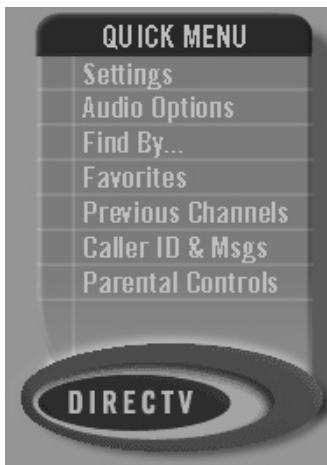 QUICK MENU
Settings
Audio Options
Find By...
Favorites
Previous Channels
Caller ID & Msgs
Parental Controls
DIRECTV